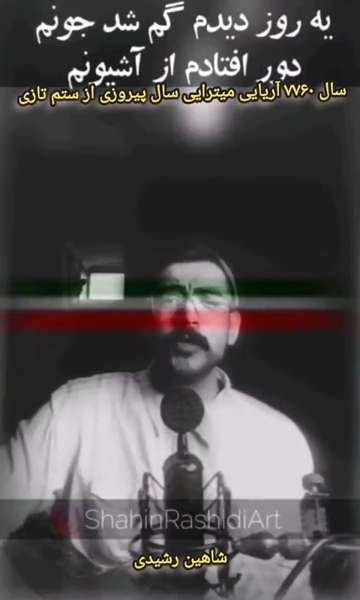 یه روز دیدم گم شد جونم
دور افتادم از آشیونم
سال ۷۷۶۰ آریایی میترایی سال پیروزی از ستم تازی
ShahinRashidiArt
شاهین رشیدی